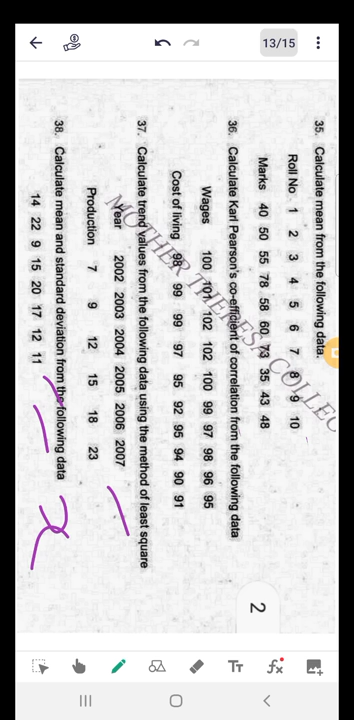 13/15
35. Calculate mean from the following data.
Roll No. 1 2 3 4 5 6 7 8 9 10
Marks 40 50 55 78 58 60 73 35 43 48
36. Calculate Karl Pearson's co-efficient of correlation from the following data
Wages 100 101 102 102 100 99 97 98 96 95
Cost of living 98 99 99 97 95 92 95 94 90 91
37. Calculate trend values from the following data using the method of least square
Year 2002 2003 2004 2005 2006 2007
Production 7 9 12 15 18 23
38. Calculate mean and standard deviation from the following data
14 22 9 15 20 17 12 11
MOTHER THERESA COLLEG
2
Tt
fx